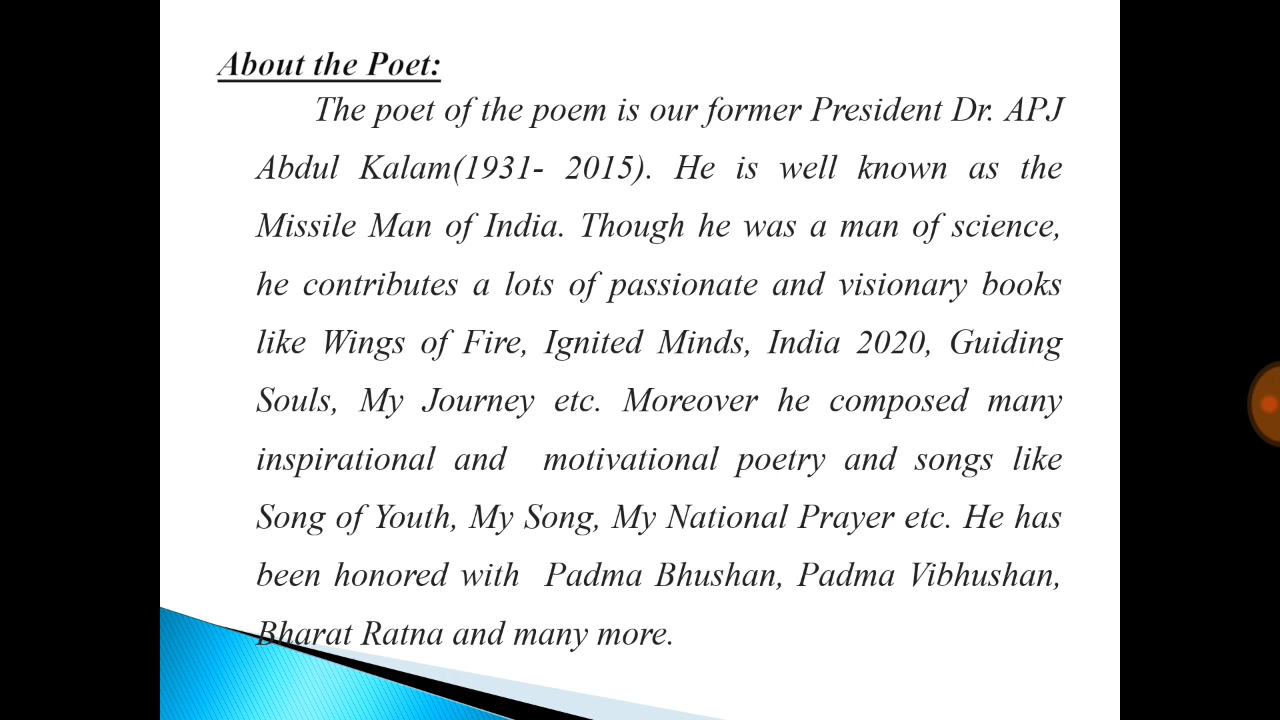 About the Poet:
The poet of the poem is our former President Dr. APJ
Abdul Kalam(1931- 2015). He is well known as the
Missile Man of India. Though he was a man of science,
he contributes a lots of passionate and visionary books
like Wings of Fire, Ignited Minds, India 2020, Guiding
Souls, My Journey etc. Moreover he composed many
inspirational and motivational poetry and songs like
Song of Youth, My Song, My National Prayer etc. He has
been honored with Padma Bhushan, Padma Vibhushan,
Bharat Ratna and many more.